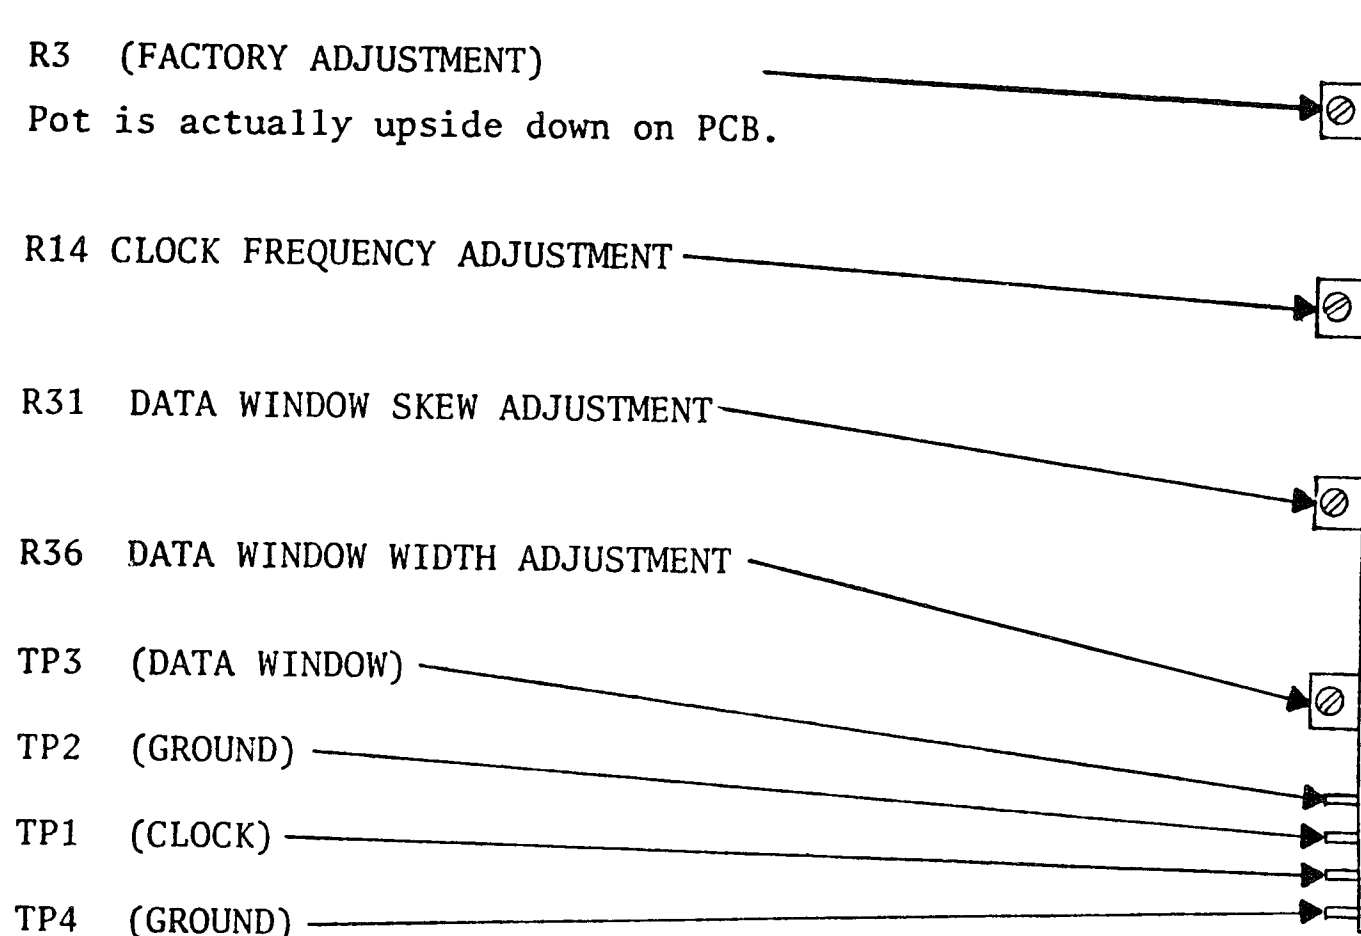 R3 (FACTORY ADJUSTMENT)
Pot is actually upside down on PCB.
R14 CLOCK FREQUENCY ADJUSTMENT
R31 DATA WINDOW SKEW ADJUSTMENT
R36 DATA WINDOW WIDTH ADJUSTMENT
TP3 (DATA WINDOW)
TP2 (GROUND)
TP1 (CLOCK)
TP4 (GROUND)